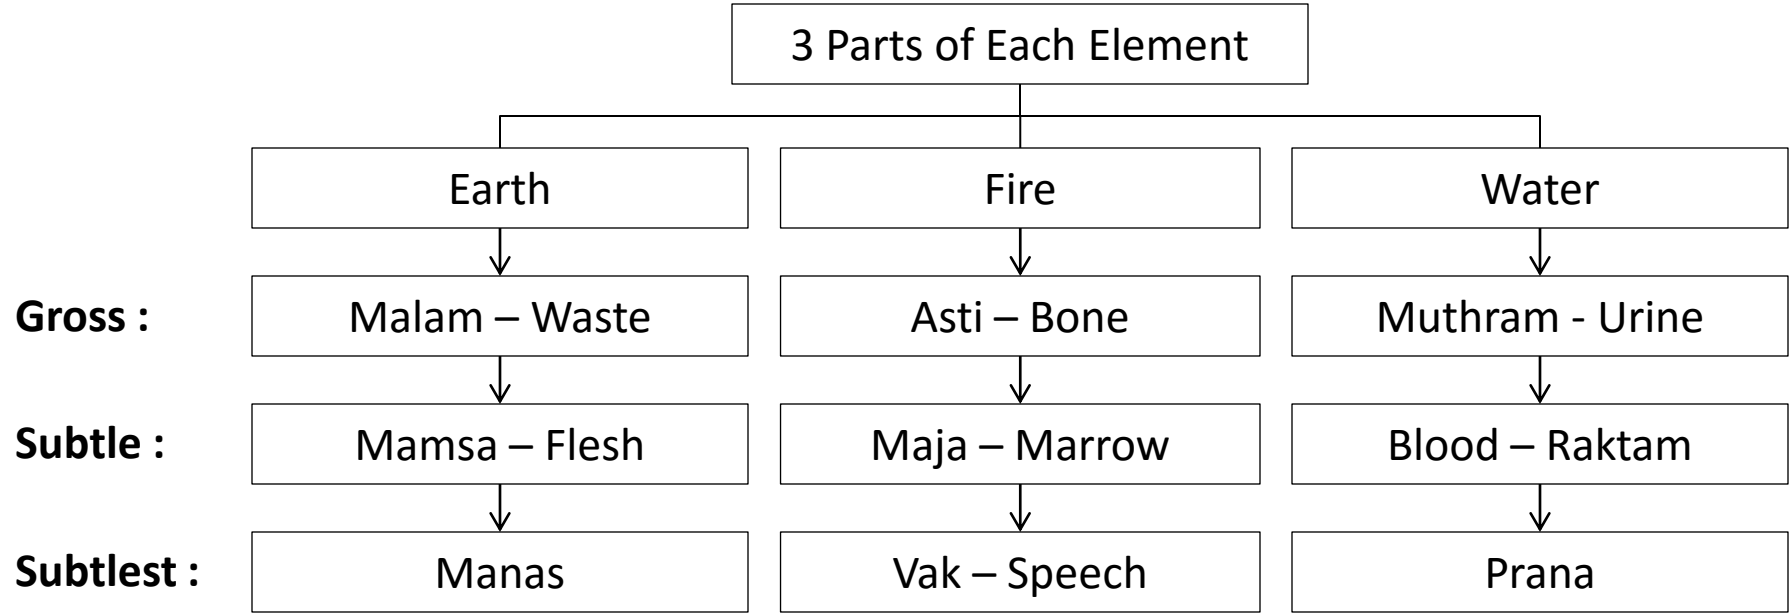 3 Parts of Each Element
Earth
Fire
Water
Gross :
Malam – Waste
Asti – Bone
Muthram - Urine
Subtle :
Mamsa – Flesh
Maja – Marrow
Blood – Raktam
Subtlest :
Manas
Vak – Speech
Prana